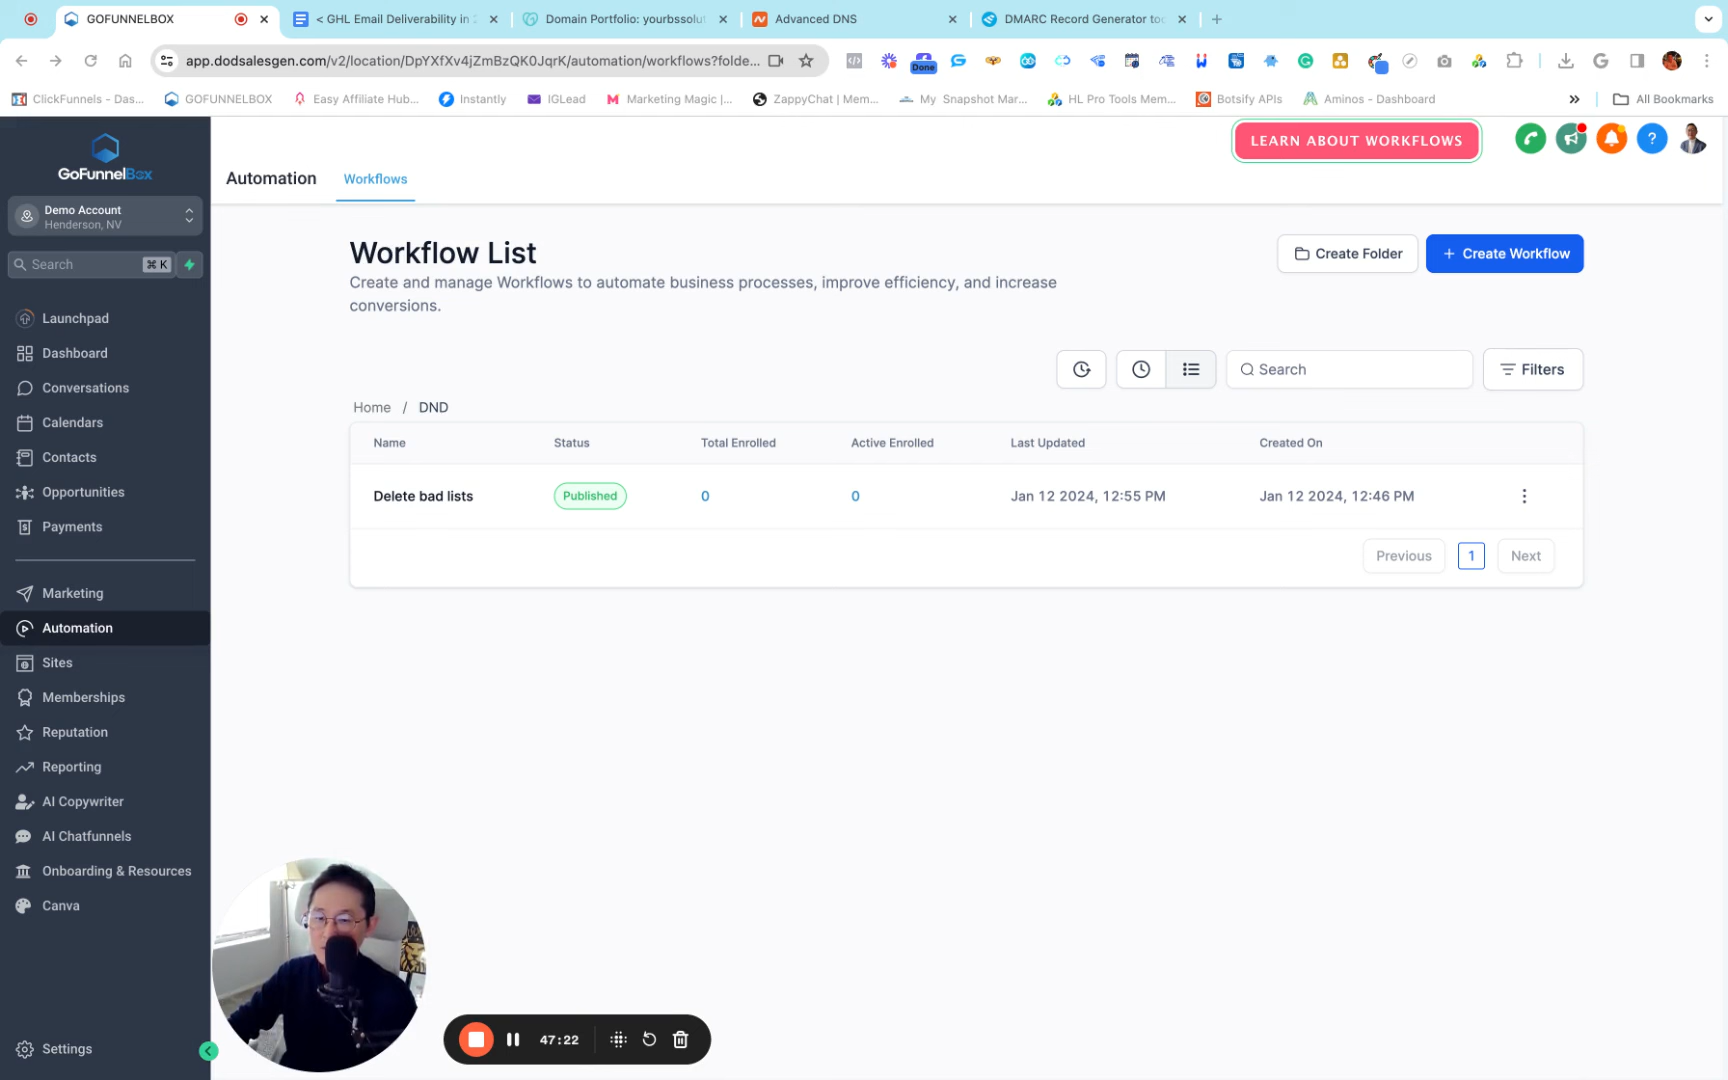 GOFUNNELBOX
< GHL Email Deliverability in 2
Domain Portfolio: yourbssolut
Advanced DNS
DMARC Record Generator too
app.dodsalesgen.com/v2/location/DpYXfXv4jZmBzQK0JqrK/automation/workflows?folde...
Done
ClickFunnels - Das...
GOFUNNELBOX
Easy Affiliate Hub...
Instantly
IGLead
Marketing Magic |...
ZappyChat | Mem...
My Snapshot Mar...
HL Pro Tools Mem...
Botsify APIs
Aminos - Dashboard
All Bookmarks
GoFunnelBox
Demo Account
Henderson, NV
Search
⌘ K
Launchpad
Dashboard
Conversations
Calendars
Contacts
Opportunities
Payments
Marketing
Automation
Sites
Memberships
Reputation
Reporting
AI Copywriter
AI Chatfunnels
Onboarding & Resources
Canva
Settings
LEARN ABOUT WORKFLOWS
Automation
Workflows
Workflow List
Create and manage Workflows to automate business processes, improve efficiency, and increase
conversions.
Create Folder
+ Create Workflow
Search
Filters
Home / DND
Name Status Total Enrolled Active Enrolled Last Updated Created On
Delete bad lists Published 0 0 Jan 12 2024, 12:55 PM Jan 12 2024, 12:46 PM
Previous 1 Next
47:22